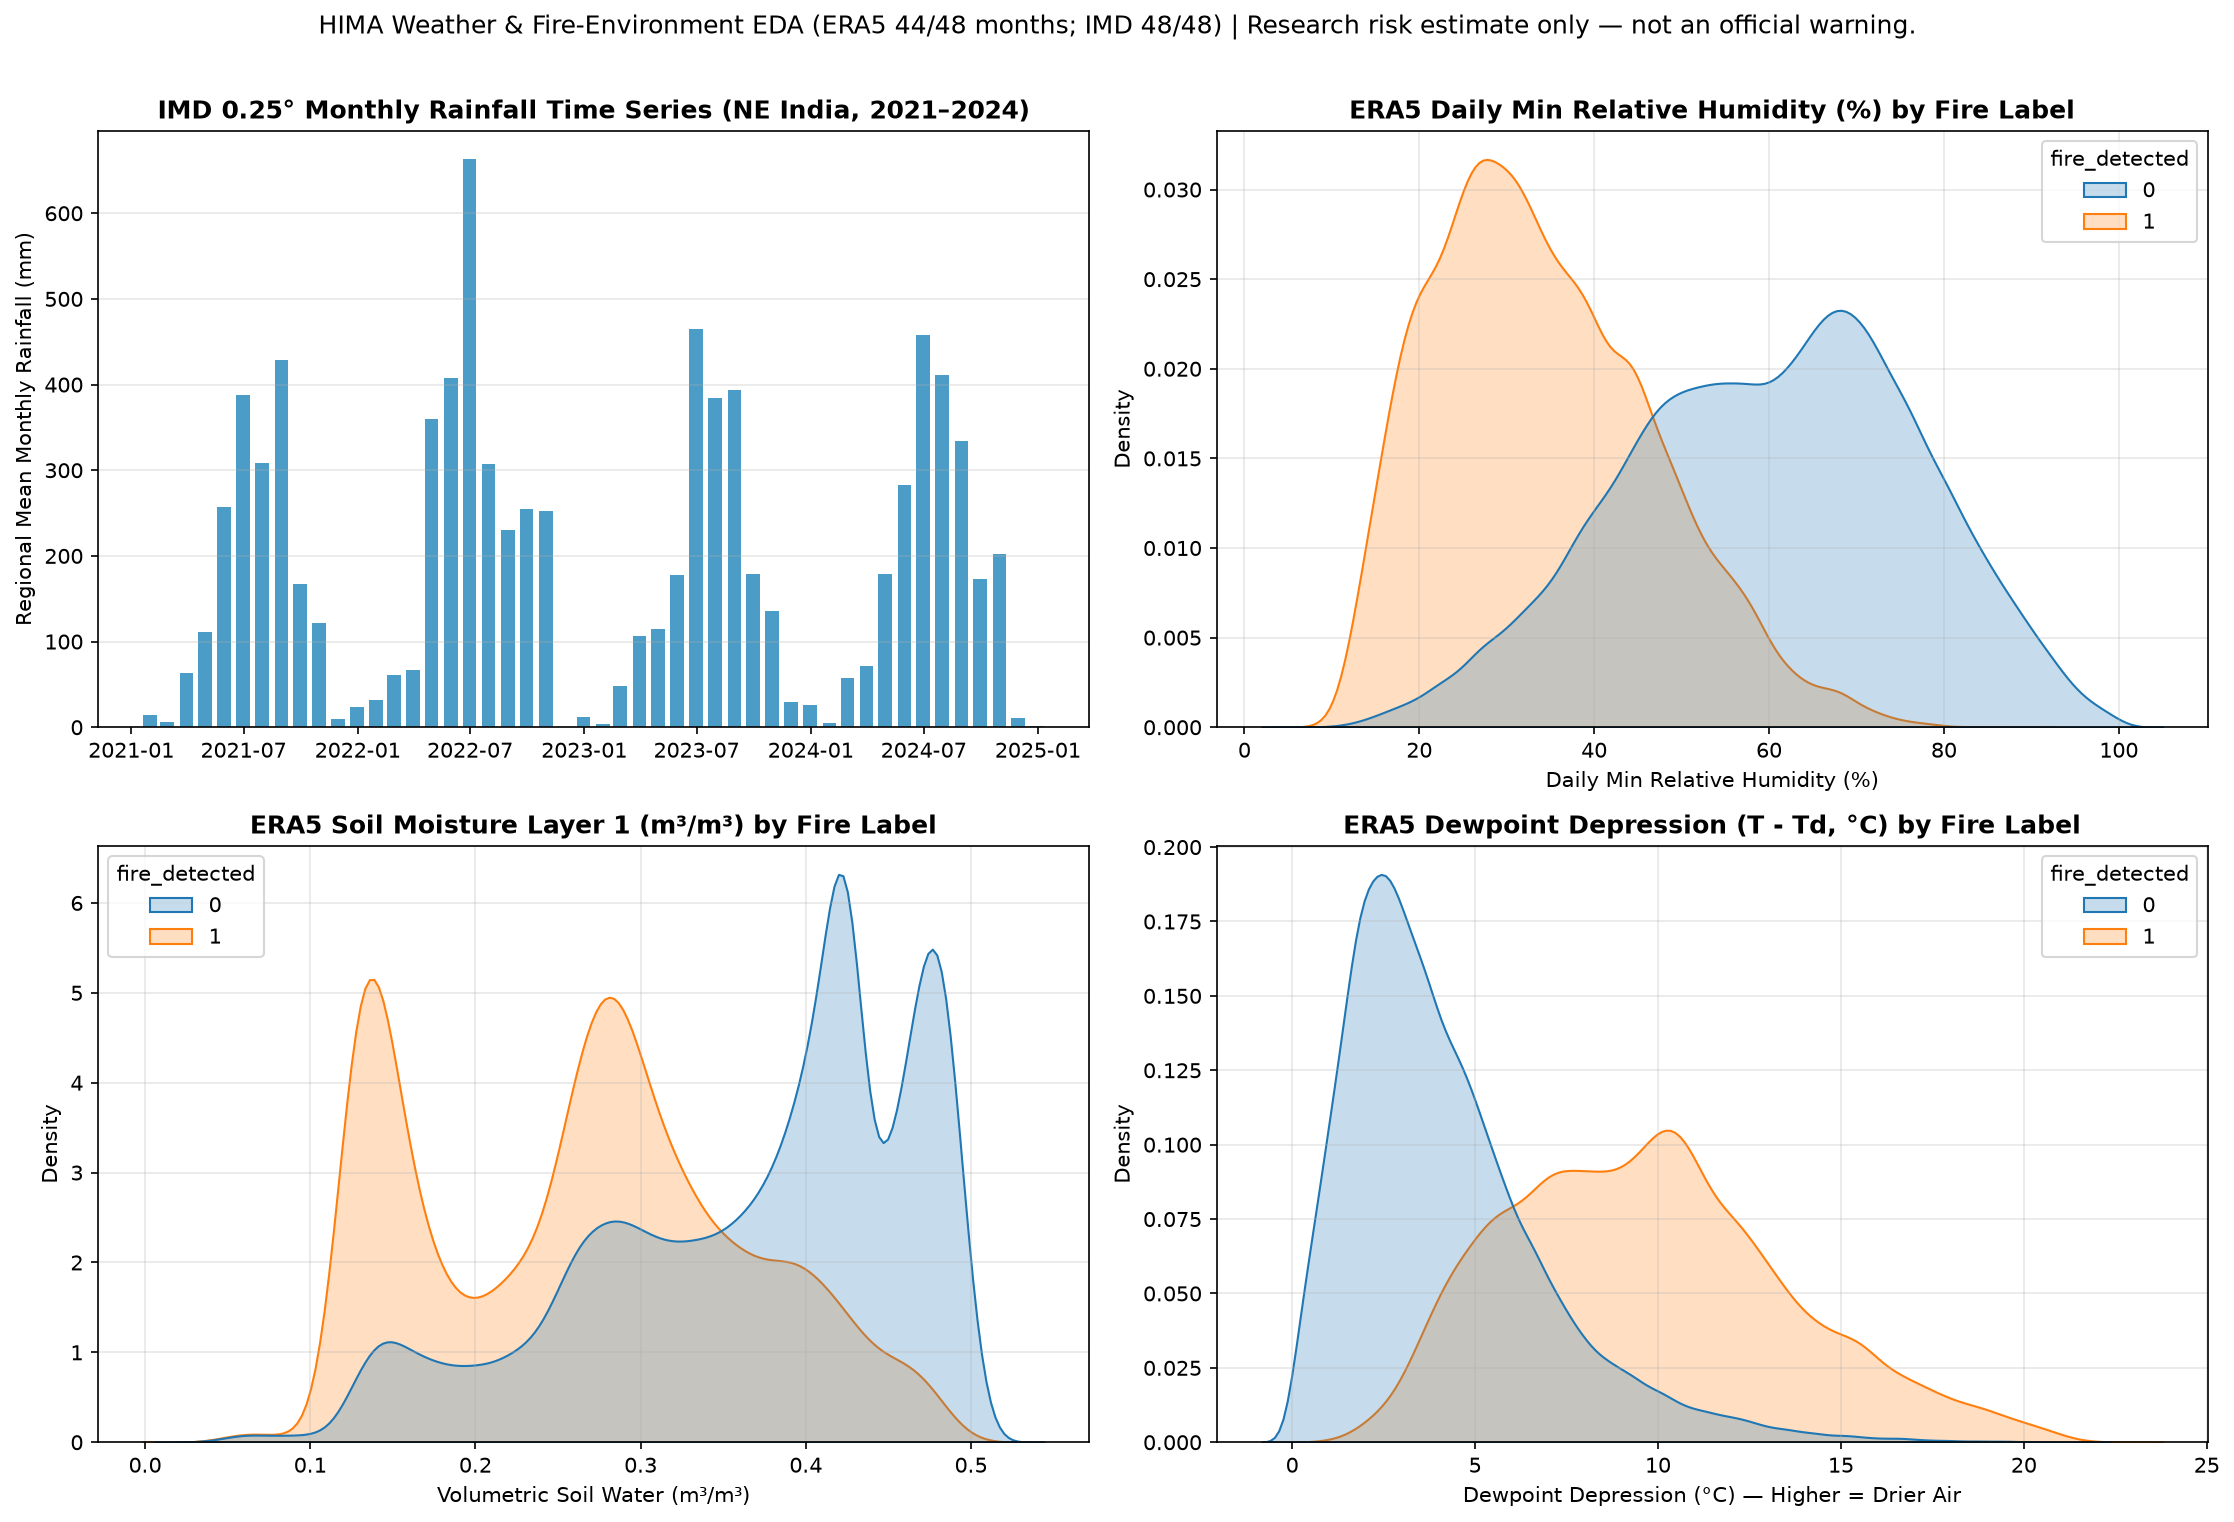 HIMA Weather & Fire-Environment EDA (ERA5 44/48 months; IMD 48/48) | Research risk estimate only — not an official warning.
IMD 0.25° Monthly Rainfall Time Series (NE India, 2021–2024)
Regional Mean Monthly Rainfall (mm)
600
500
400
300
200
100
0
2021-01 2021-07 2022-01 2022-07 2023-01 2023-07 2024-01 2024-07 2025-01
ERA5 Daily Min Relative Humidity (%) by Fire Label
fire_detected
0
1
Density
0.030
0.025
0.020
0.015
0.010
0.005
0.000
0 20 40 60 80 100
Daily Min Relative Humidity (%)
ERA5 Soil Moisture Layer 1 (m³/m³) by Fire Label
fire_detected
0
1
Density
6
5
4
3
2
1
0
0.0 0.1 0.2 0.3 0.4 0.5
Volumetric Soil Water (m³/m³)
ERA5 Dewpoint Depression (T - Td, °C) by Fire Label
fire_detected
0
1
Density
0.200
0.175
0.150
0.125
0.100
0.075
0.050
0.025
0.000
0 5 10 15 20 25
Dewpoint Depression (°C) — Higher = Drier Air